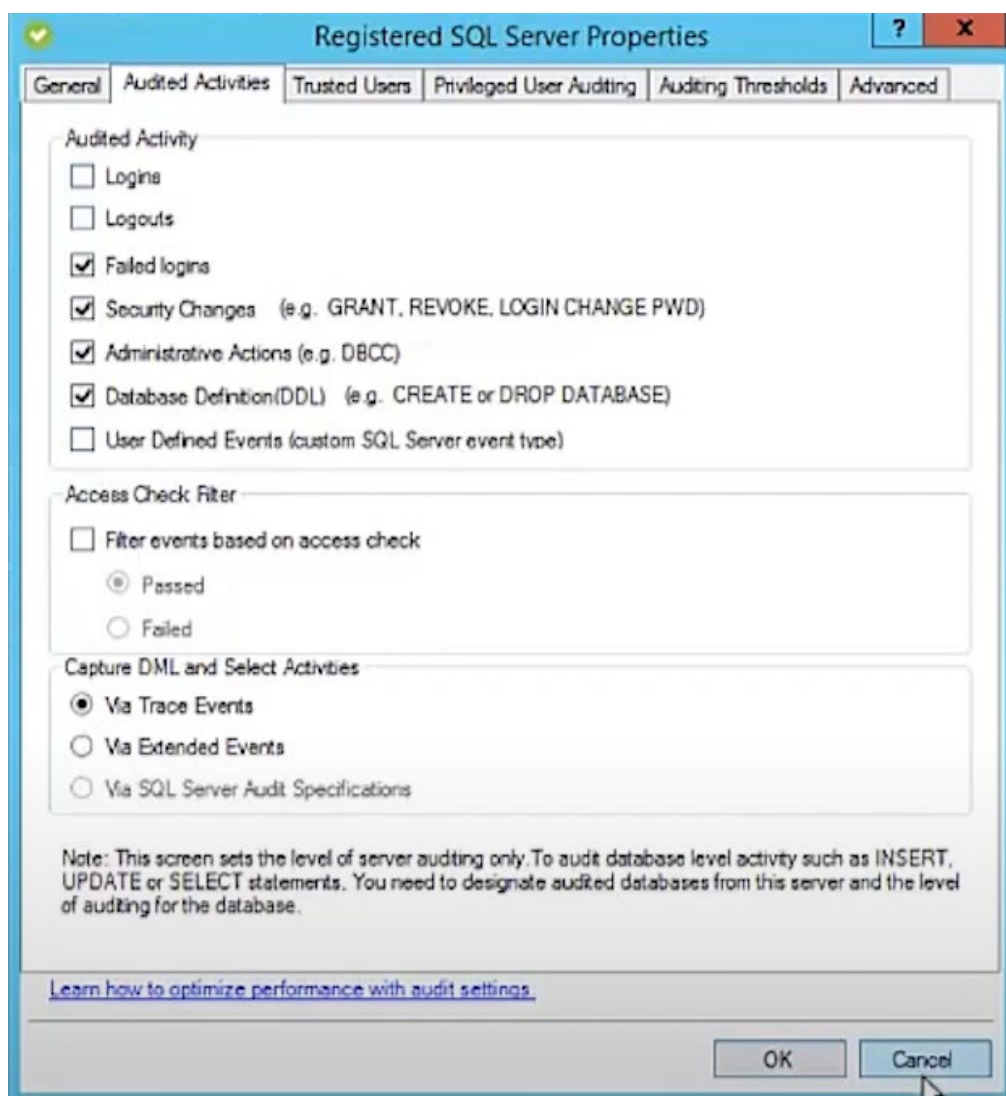 Registered SQL Server Properties
? x
General Audited Activities Trusted Users Privileged User Auditing Auditing Thresholds Advanced
Audited Activity
Logins
Logouts
Failed logins
Security Changes (e.g. GRANT, REVOKE, LOGIN CHANGE PWD)
Administrative Actions (e.g. DBCC)
Database Definition(DDL) (e.g. CREATE or DROP DATABASE)
User Defined Events (custom SQL Server event type)
Access Check Filter
Filter events based on access check
Passed
Failed
Capture DML and Select Activities
Via Trace Events
Via Extended Events
Via SQL Server Audit Specifications
Note: This screen sets the level of server auditing only.To audit database level activity such as INSERT,
UPDATE or SELECT statements. You need to designate audited databases from this server and the level
of auditing for the database.
Learn how to optimize performance with audit settings.
OK Cancel